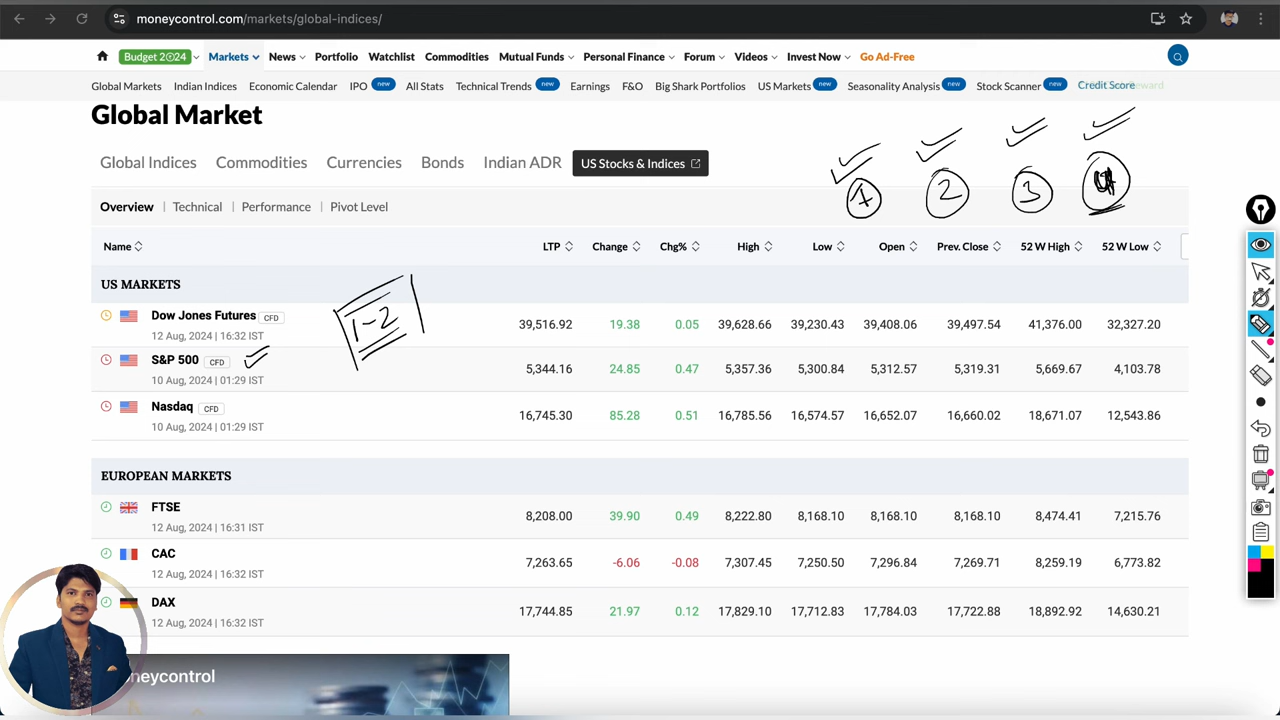 moneycontrol.com/markets/global-indices/
Budget 2024 Markets News Portfolio Watchlist Commodities Mutual Funds Personal Finance Forum Videos Invest Now Go Ad-Free
Global Markets Indian Indices Economic Calendar IPO new All Stats Technical Trends new Earnings F&O Big Shark Portfolios US Markets new Seasonality Analysis new Stock Scanner new Credit Score
Global Market
Global Indices Commodities Currencies Bonds Indian ADR US Stocks & Indices
1 2 3 4
Overview | Technical | Performance | Pivot Level
Name LTP Change Chg% High Low Open Prev. Close 52 W High 52 W Low
US MARKETS
1-2
Dow Jones Futures CFD 39,516.92 19.38 0.05 39,628.66 39,230.43 39,408.06 39,497.54 41,376.00 32,327.20
12 Aug, 2024 | 16:32 IST
S&P 500 CFD 5,344.16 24.85 0.47 5,357.36 5,300.84 5,312.57 5,319.31 5,669.67 4,103.78
10 Aug, 2024 | 01:29 IST
Nasdaq CFD 16,745.30 85.28 0.51 16,785.56 16,574.57 16,652.07 16,660.02 18,671.07 12,543.86
10 Aug, 2024 | 01:29 IST
EUROPEAN MARKETS
FTSE 8,208.00 39.90 0.49 8,222.80 8,168.10 8,168.10 8,168.10 8,474.41 7,215.76
12 Aug, 2024 | 16:31 IST
CAC 7,263.65 -6.06 -0.08 7,307.45 7,250.50 7,296.84 7,269.71 8,259.19 6,773.82
12 Aug, 2024 | 16:32 IST
DAX 17,744.85 21.97 0.12 17,829.10 17,712.83 17,784.03 17,722.88 18,892.92 14,630.21
12 Aug, 2024 | 16:32 IST
neycontrol